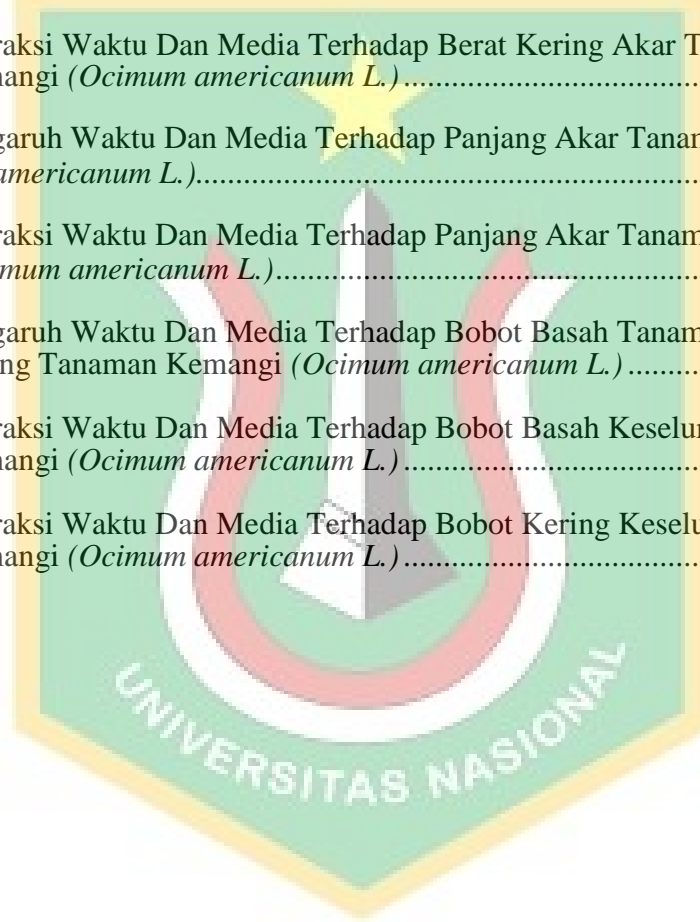 raksi Waktu Dan Media Terhadap Berat Kering Akar T
angi (Ocimum americanum L.)....................................
garuh Waktu Dan Media Terhadap Panjang Akar Tanam
americanum L.)...............................................................
raksi Waktu Dan Media Terhadap Panjang Akar Tanam
mum americanum L.).....................................................
garuh Waktu Dan Media Terhadap Bobot Basah Tanam
ng Tanaman Kemangi (Ocimum americanum L.).........
raksi Waktu Dan Media Terhadap Bobot Basah Keselur
angi (Ocimum americanum L.)....................................
raksi Waktu Dan Media Terhadap Bobot Kering Keselu
angi (Ocimum americanum L.)....................................
UNIVERSITAS NASIONAL